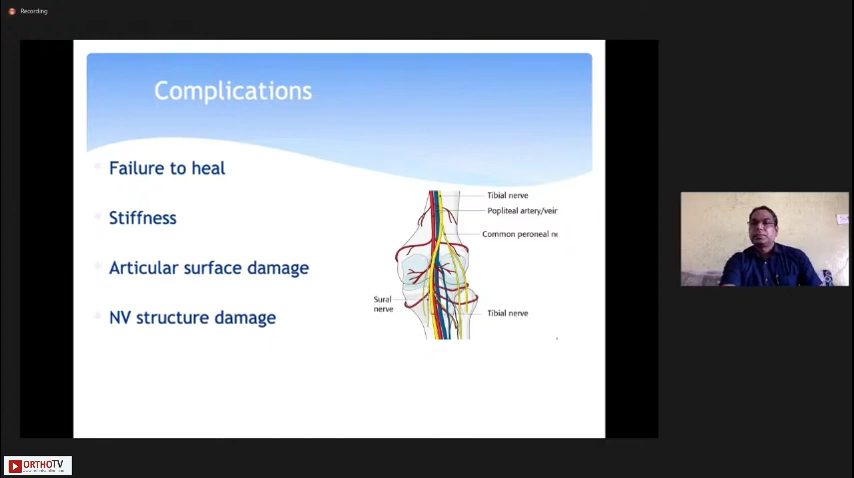 Recording
Complications
Failure to heal
Stiffness
Articular surface damage
NV structure damage
Tibial nerve
Popliteal artery/vein
Common peroneal n
Sural
nerve
Tibial nerve
ORTHOTV